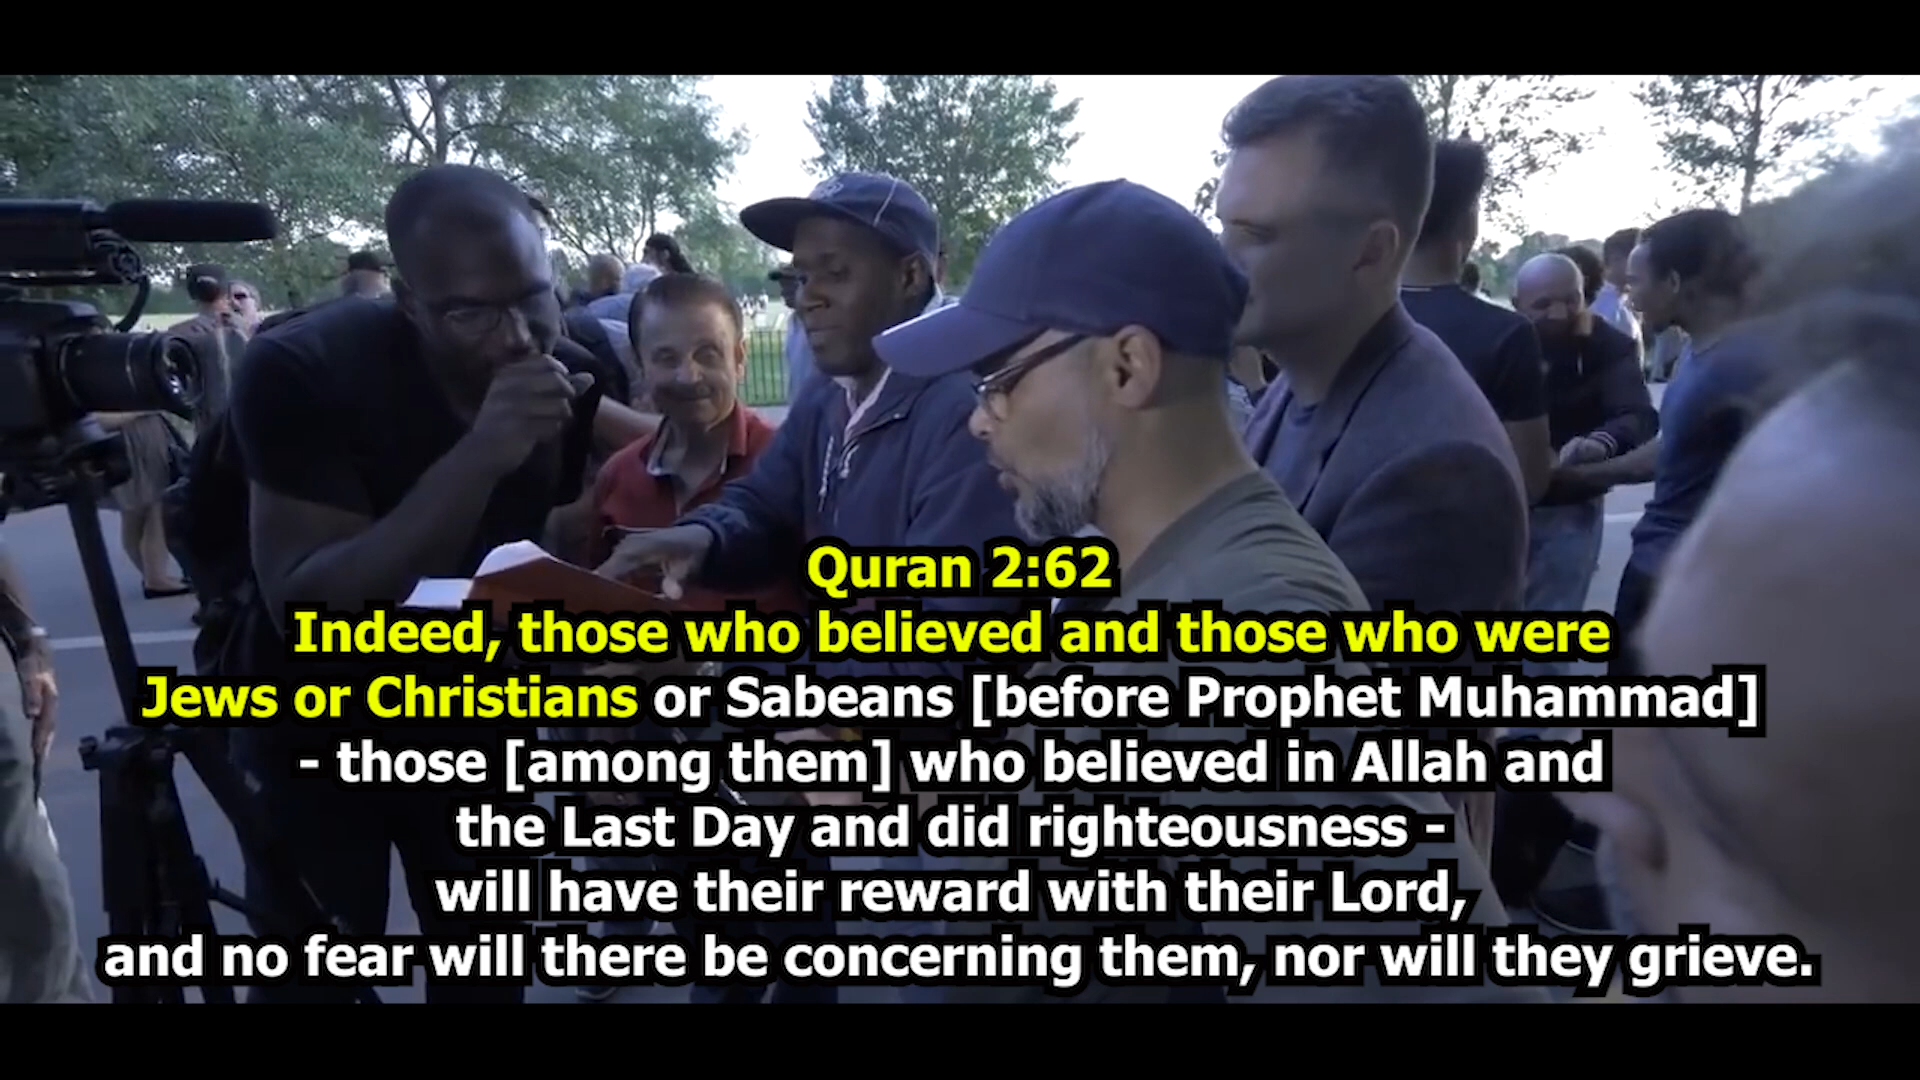 Quran 2:62
Indeed, those who believed and those who were
Jews or Christians or Sabeans [before Prophet Muhammad]
- those [among them] who believed in Allah and
the Last Day and did righteousness -
will have their reward with their Lord,
and no fear will there be concerning them, nor will they grieve.